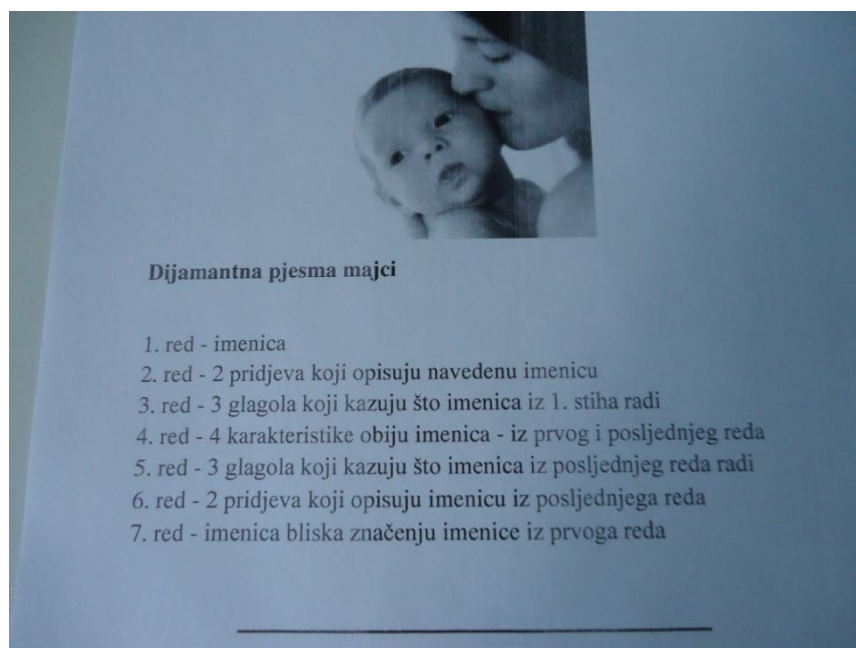 Dijamantna pjesma majci
1. red - imenica
2. red - 2 pridjeva koji opisuju navedenu imenicu
3. red - 3 glagola koji kazuju što imenica iz 1. stiha radi
4. red - 4 karakteristike obiju imenica - iz prvog i posljednjeg reda
5. red - 3 glagola koji kazuju što imenica iz posljednjeg reda radi
6. red - 2 pridjeva koji opisuju imenicu iz posljednjega reda
7. red - imenica bliska značenju imenice iz prvoga reda